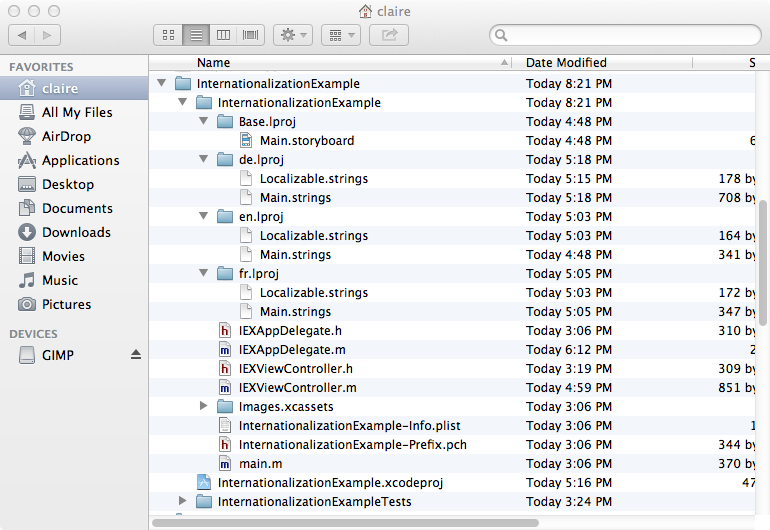 claire
FAVORITES
claire
All My Files
AirDrop
Applications
Desktop
Documents
Downloads
Movies
Music
Pictures
DEVICES
GIMP
Name Date Modified S
InternationalizationExample Today 8:21 PM
InternationalizationExample Today 8:21 PM
Base.lproj Today 4:48 PM
Main.storyboard Today 4:48 PM 6
de.lproj Today 5:18 PM
Localizable.strings Today 5:15 PM 178 by
Main.strings Today 5:18 PM 708 by
en.lproj Today 5:03 PM
Localizable.strings Today 5:03 PM 164 by
Main.strings Today 4:48 PM 341 by
fr.lproj Today 5:05 PM
Localizable.strings Today 5:03 PM 172 by
Main.strings Today 5:05 PM 347 by
h IEXAppDelegate.h Today 3:06 PM 310 by
m IEXAppDelegate.m Today 6:12 PM 2
h IEXViewController.h Today 3:19 PM 309 by
m IEXViewController.m Today 4:59 PM 851 by
Images.xcassets Today 3:06 PM
InternationalizationExample-Info.plist Today 3:06 PM 1
h InternationalizationExample-Prefix.pch Today 3:06 PM 344 by
m main.m Today 3:06 PM 370 by
InternationalizationExample.xcodeproj Today 5:16 PM 47
InternationalizationExampleTests Today 3:24 PM